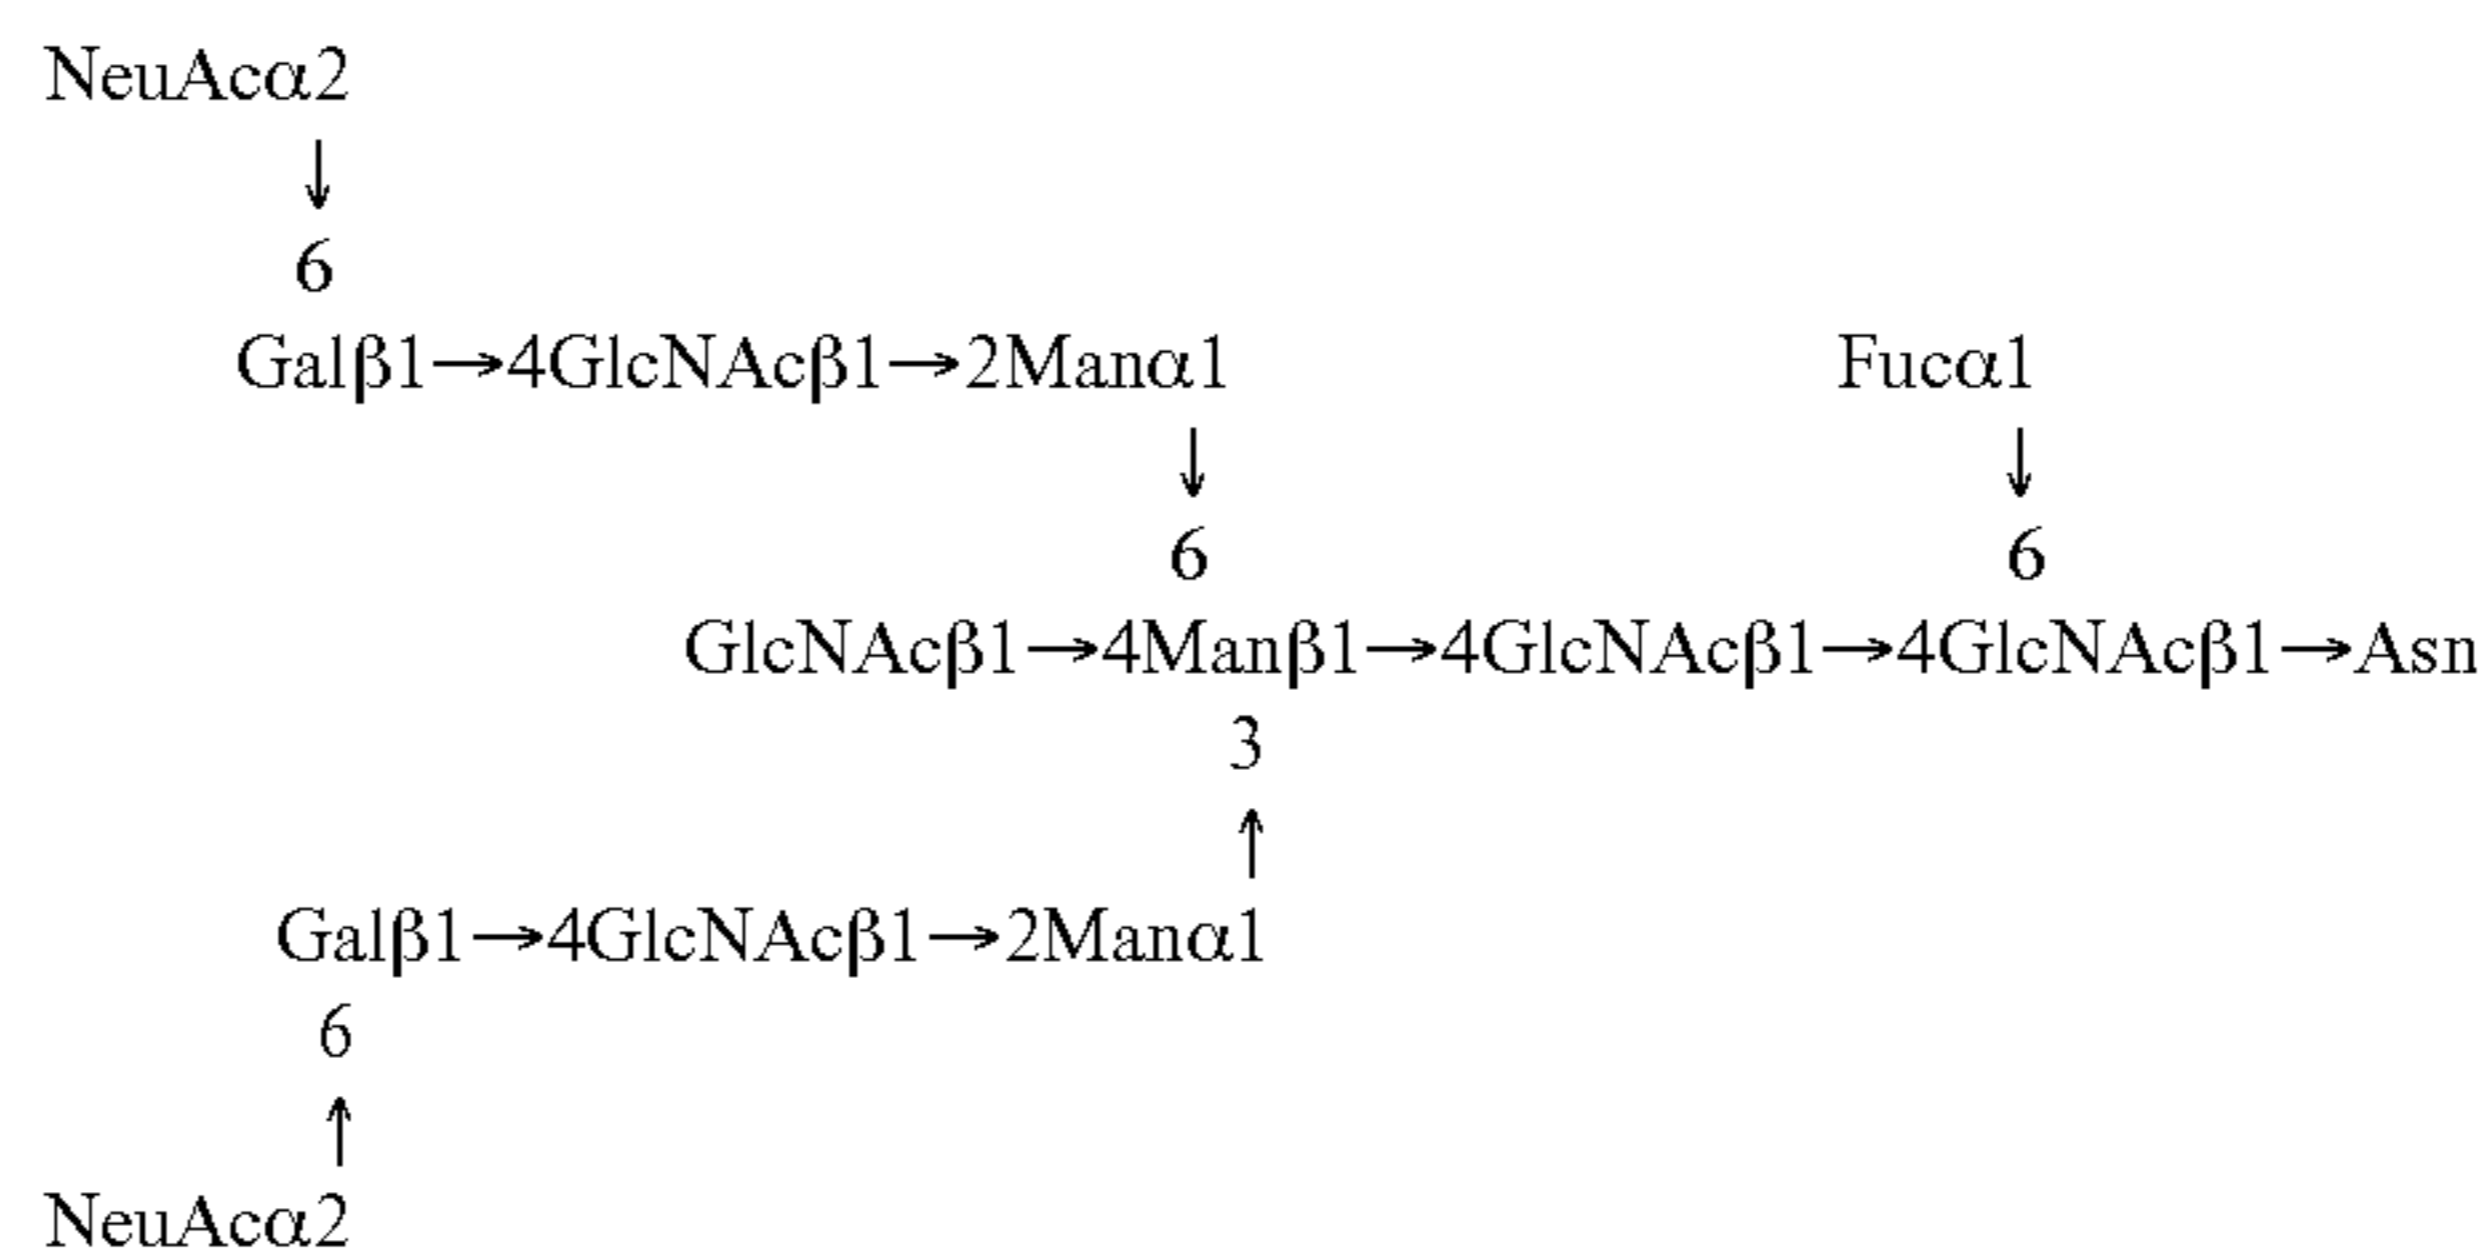 NeuAcα2
↓
6
Galβ1→4GlcNAcβ1→2Manα1 Fucα1
↓ ↓
6 6
GlcNAcβ1→4Manβ1→4GlcNAcβ1→4GlcNAcβ1→Asn
3
↑
Galβ1→4GlcNAcβ1→2Manα1
6
↑
NeuAcα2